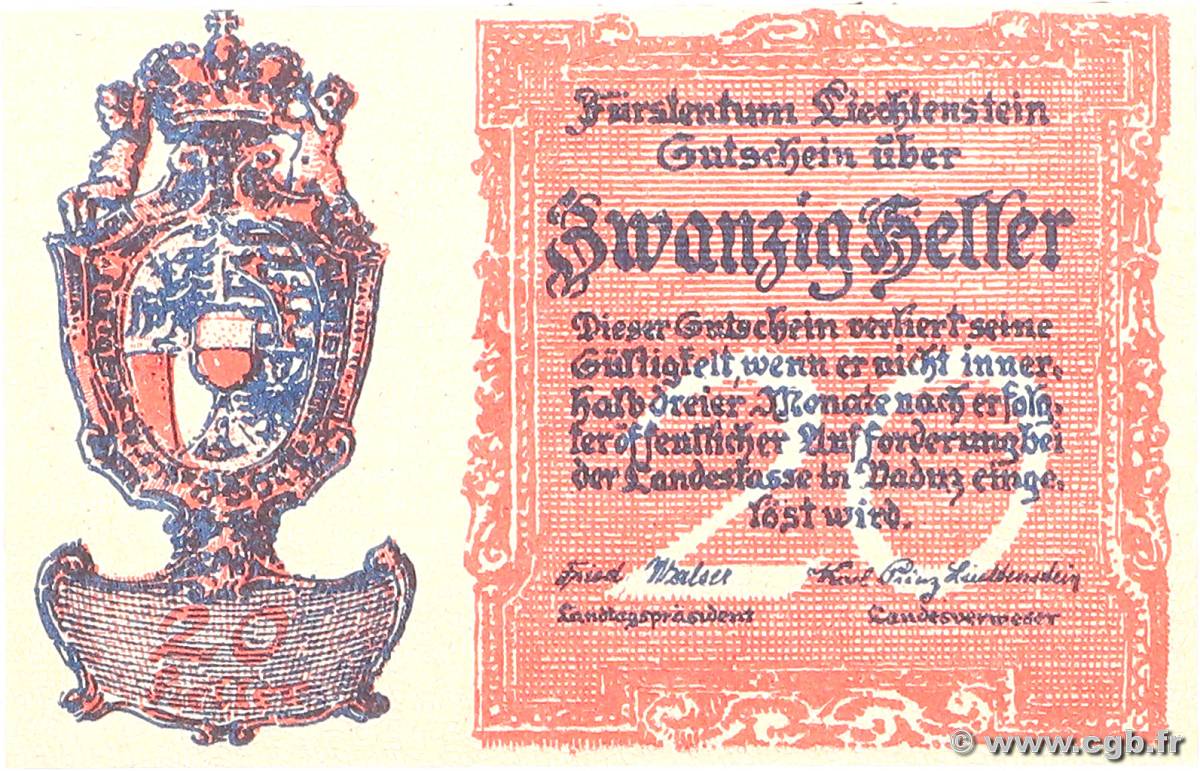 20
Heller
Fürstentum Liechtenstein
Gutschein über
Zwanzig Heller
Dieser Gutschein verliert seine
Gültigkeit, wenn er nicht inner-
halb dreier Monate nach erfolg-
ter öffentlicher Aufforderung bei
der Landeskasse in Vaduz einge-
löst wird.
20
Fried Walser Karl Prinz Liechtenstein
Landtagspräsident Landesverweser
© www.cgb.fr